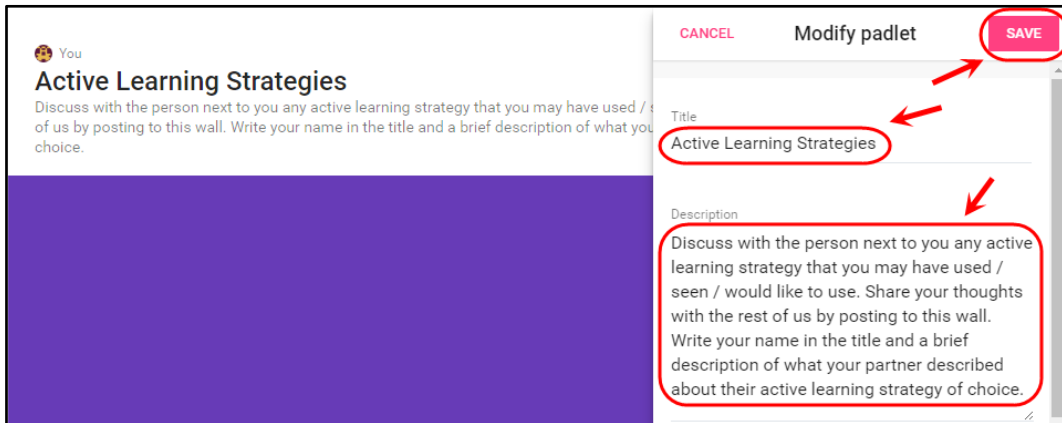 You
Active Learning Strategies
Discuss with the person next to you any active learning strategy that you may have used /
of us by posting to this wall. Write your name in the title and a brief description of what you
choice.
CANCEL
Modify padlet
SAVE
Title
Active Learning Strategies
Description
Discuss with the person next to you any active
learning strategy that you may have used /
seen / would like to use. Share your thoughts
with the rest of us by posting to this wall.
Write your name in the title and a brief
description of what your partner described
about their active learning strategy of choice.